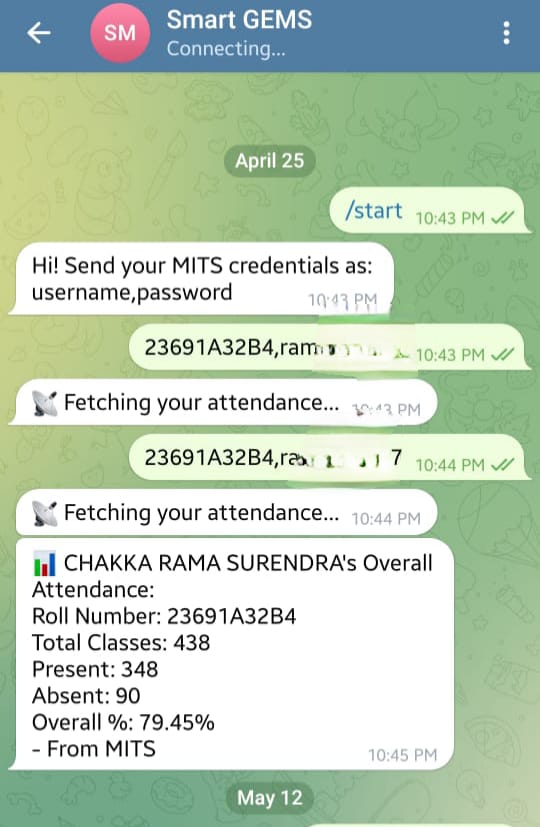 SM
Smart GEMS
Connecting...
April 25
/start 10:43 PM
Hi! Send your MITS credentials as:
username,password 10:43 PM
23691A32B4,ram 10:43 PM
📡 Fetching your attendance... 10:43 PM
23691A32B4,ra 7 10:44 PM
📡 Fetching your attendance... 10:44 PM
📊 CHAKKA RAMA SURENDRA's Overall
Attendance:
Roll Number: 23691A32B4
Total Classes: 438
Present: 348
Absent: 90
Overall %: 79.45%
- From MITS 10:45 PM
May 12